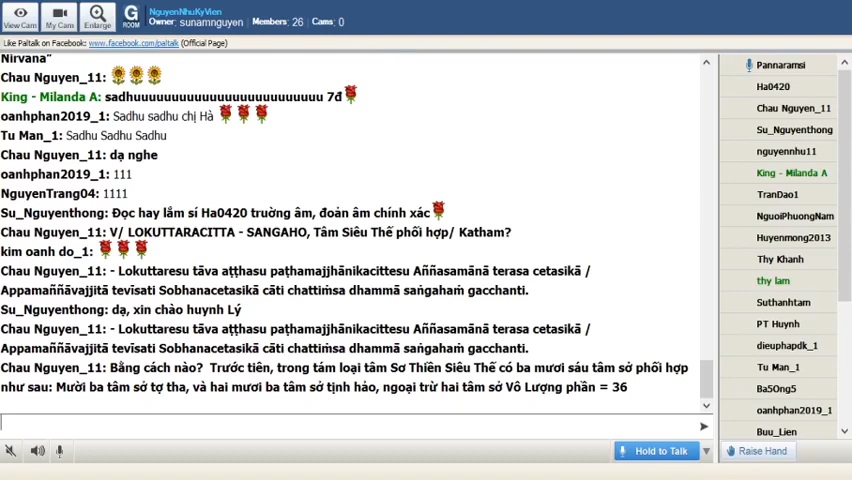 View Cam
My Cam
Enlarge
G
ROOM
NguyenNhuKyVien
Owner: sunamnguyen Members: 26 Cams: 0
Like Paltalk on Facebook: www.facebook.com/paltalk (Official Page)
Nirvana"
Chau Nguyen_11:
King - Milanda A: sadhuuuuuuuuuuuuuuuuuuuuuuuuu 7đ
oanhphan2019_1: Sadhu sadhu chị Hà
Tu Man_1: Sadhu Sadhu Sadhu
Chau Nguyen_11: dạ nghe
oanhphan2019_1: 111
NguyenTrang04: 1111
Su_Nguyenthong: Đọc hay lắm sí Ha0420 truờng âm, đoản âm chính xác
Chau Nguyen_11: V/ LOKUTTARACITTA - SANGAHO, Tâm Siêu Thế phối hợp/ Katham?
kim oanh do_1:
Chau Nguyen_11: - Lokuttaresu tāva aṭṭhasu paṭhamajjhānikacittesu Aññasamānā terasa cetasikā /
Appamaññāvajjitā tevīsati Sobhanacetasikā cāti chattiṁsa dhammā saṅgahaṁ gacchanti.
Su_Nguyenthong: dạ, xin chào huynh Lý
Chau Nguyen_11: - Lokuttaresu tāva aṭṭhasu paṭhamajjhānikacittesu Aññasamānā terasa cetasikā /
Appamaññāvajjitā tevīsati Sobhanacetasikā cāti chattiṁsa dhammā saṅgahaṁ gacchanti.
Chau Nguyen_11: Bằng cách nào? Trước tiên, trong tám loại tâm Sơ Thiền Siêu Thế có ba mươi sáu tâm sở phối hợp
như sau: Mười ba tâm sở tợ tha, và hai mươi ba tâm sở tịnh hảo, ngoại trừ hai tâm sở Vô Lượng phần = 36
Hold to Talk
Pannaramsi
Ha0420
Chau Nguyen_11
Su_Nguyenthong
nguyennhu11
King - Milanda A
TranDao1
NguoiPhuongNam
Huyenmong2013
Thy Khanh
thy lam
Suthanhtam
PT Huynh
dieuphapdk_1
Tu Man_1
Ba5Ong5
oanhphan2019_1
Buu_Lien
Raise Hand